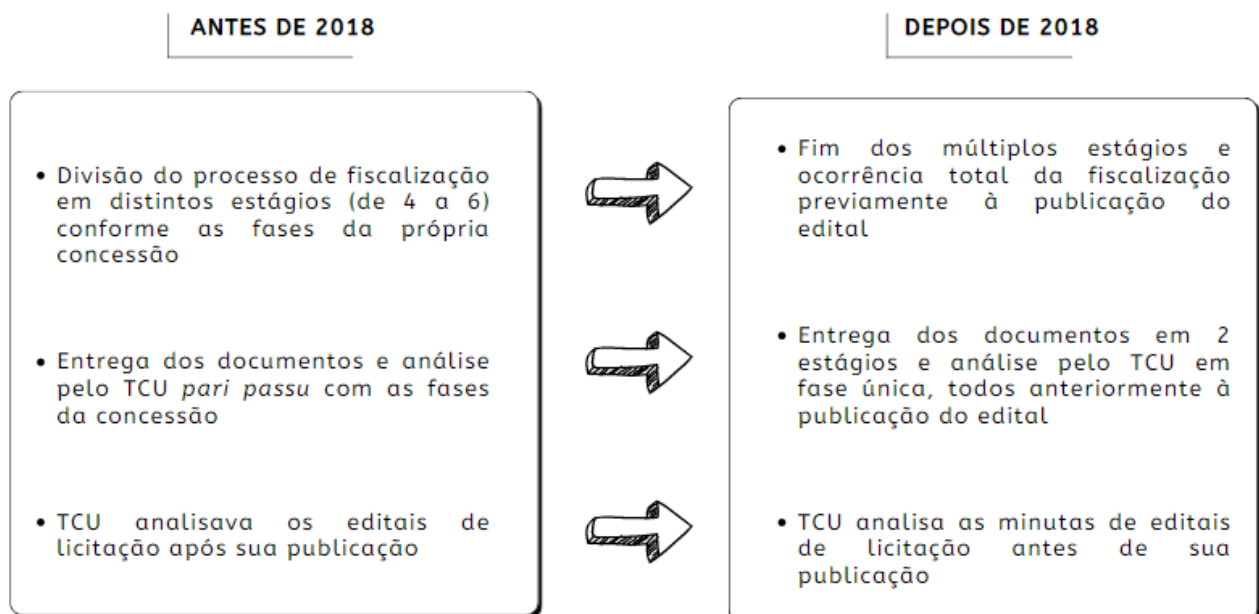 ANTES DE 2018
• Divisão do processo de fiscalização
em distintos estágios (de 4 a 6)
conforme as fases da própria
concessão
• Entrega dos documentos e análise
pelo TCU pari passu com as fases
da concessão
• TCU analisava os editais de
licitação após sua publicação
DEPOIS DE 2018
• Fim dos múltiplos estágios e
ocorrência total da fiscalização
previamente à publicação do
edital
• Entrega dos documentos em 2
estágios e análise pelo TCU em
fase única, todos anteriormente à
publicação do edital
• TCU analisa as minutas de editais
de licitação antes de sua
publicação